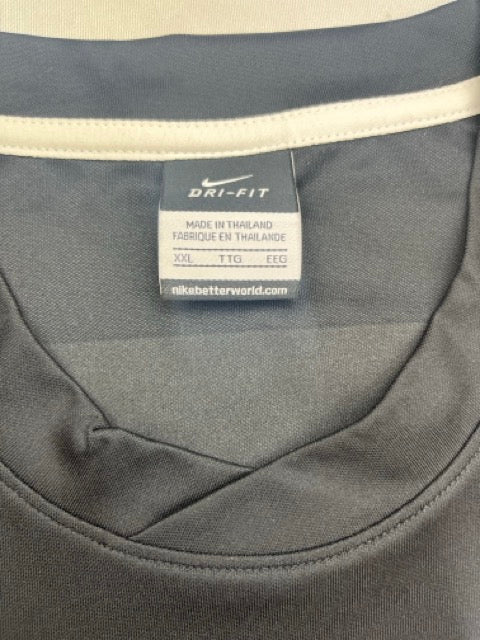 DRI-FIT
MADE IN THAILAND
FABRIQUE EN THAILANDE
XXL TTG EEG
nikebetterworld.com